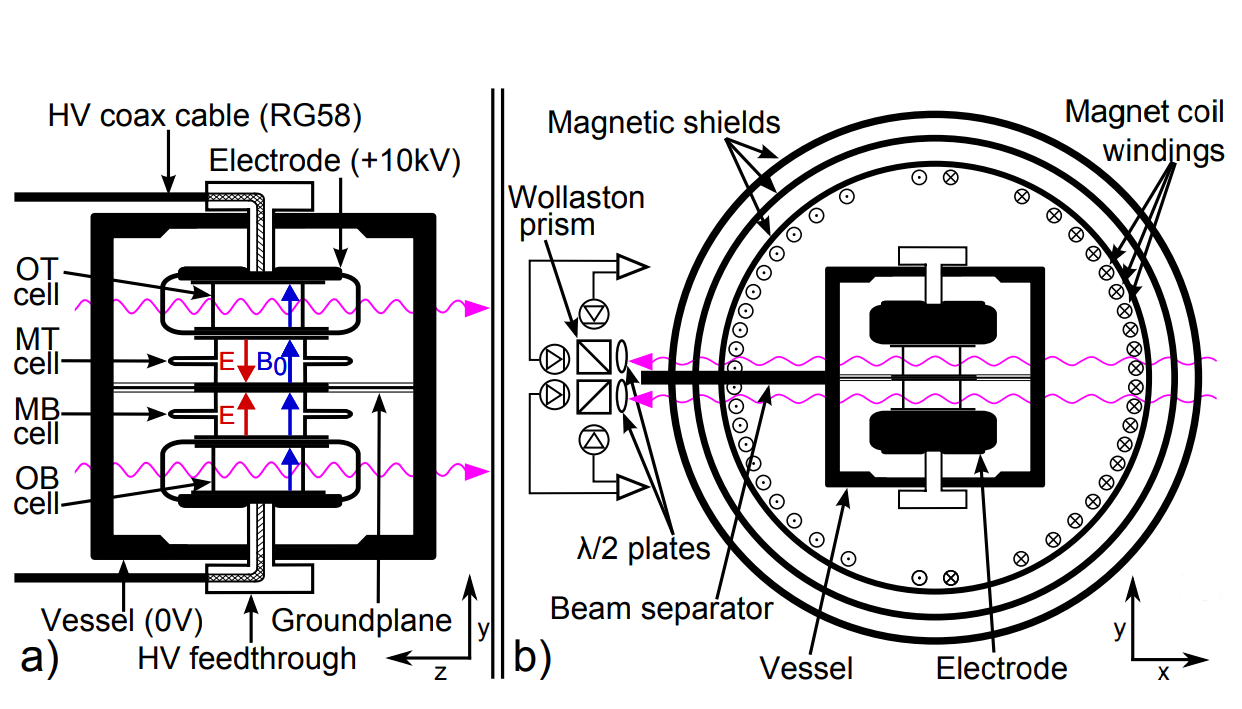 HV coax cable (RG58)
Electrode (+10kV)
OT
cell
MT
cell
MB
cell
OB
cell
E
B0
E
Vessel (0V)
Groundplane
HV feedthrough
a)
y
z
Magnetic shields
Magnet coil
windings
Wollaston
prism
λ/2 plates
Beam separator
Vessel
Electrode
b)
y
x